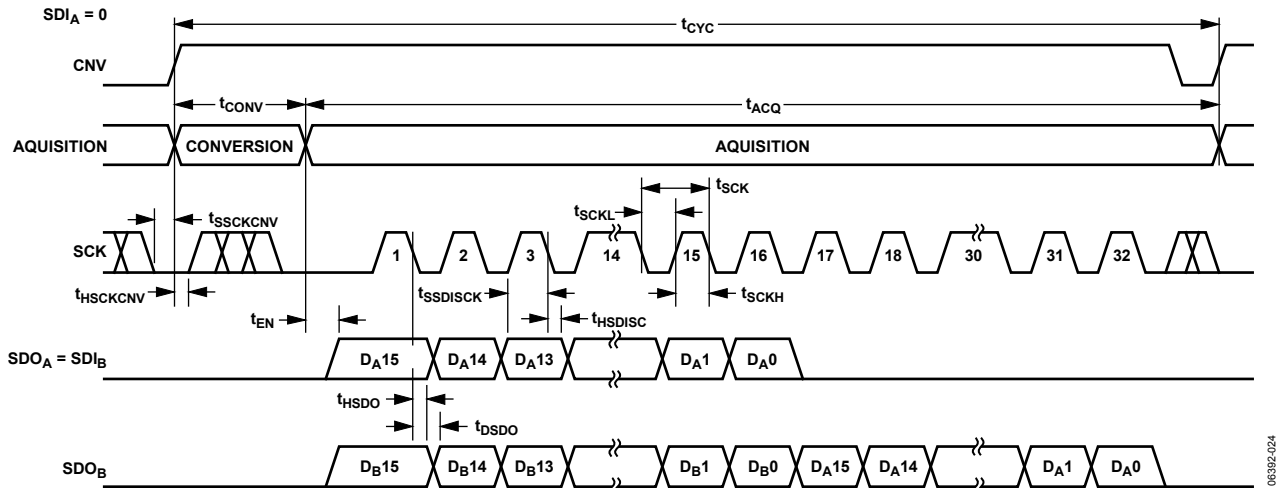 SDIA = 0
tCYC
CNV
tCONV
tACQ
AQUISITION
CONVERSION
AQUISITION
tSCK
tSSCKCNV
tSCKL
SCK
1 2 3 14 15 16 17 18 30 31 32
tHSCKCNV
tSSDISCK
tSCKH
tEN
tHSDISC
SDOA = SDIB
DA15 DA14 DA13 DA1 DA0
tHSDO
tDSDO
SDOB
DB15 DB14 DB13 DB1 DB0 DA15 DA14 DA1 DA0
06392-024